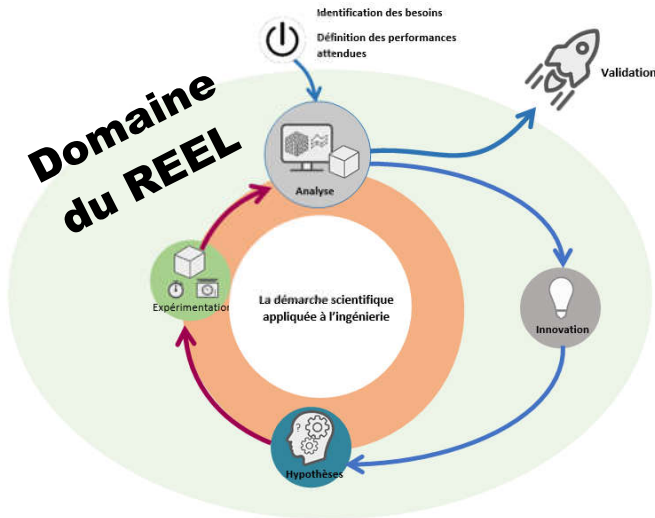 Identification des besoins
Définition des performances
attendues
Validation
Domaine
du REEL
Analyse
Expérimentation
La démarche scientifique
appliquée à l'ingénierie
Innovation
?
Hypothèses